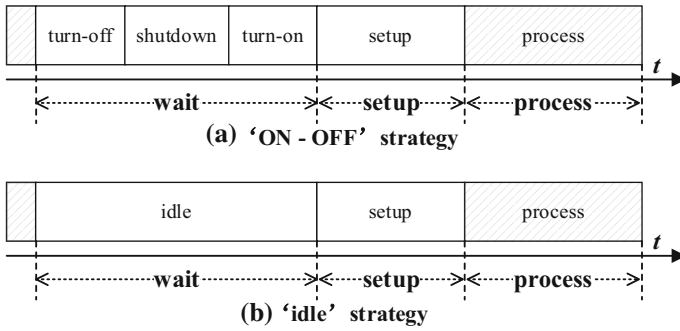 turn-off shutdown turn-on setup process
t
wait setup process
(a) ‘ON - OFF’ strategy
idle setup process
t
wait setup process
(b) ‘idle’ strategy